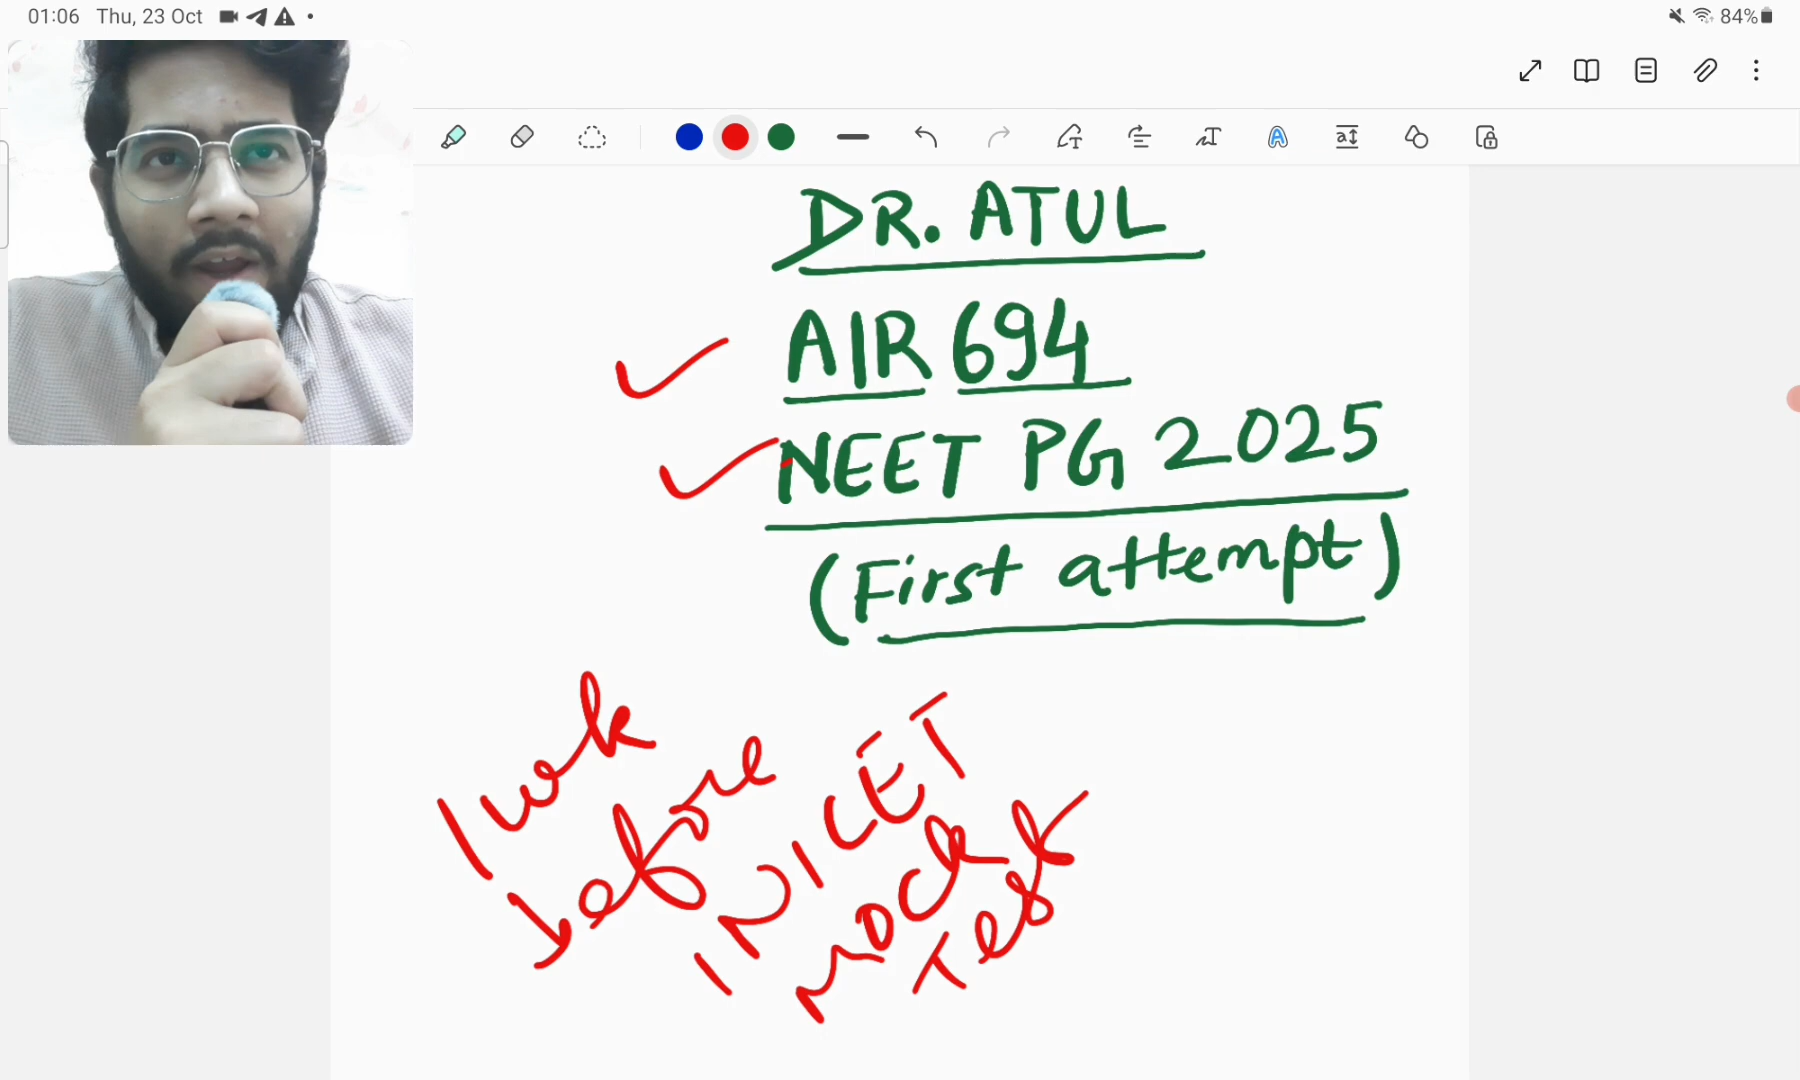 01:06 Thu, 23 Oct
84%
DR. ATUL
AIR 694
NEET PG 2025
(First attempt)
1 wk
before
INICET
Mock
Test